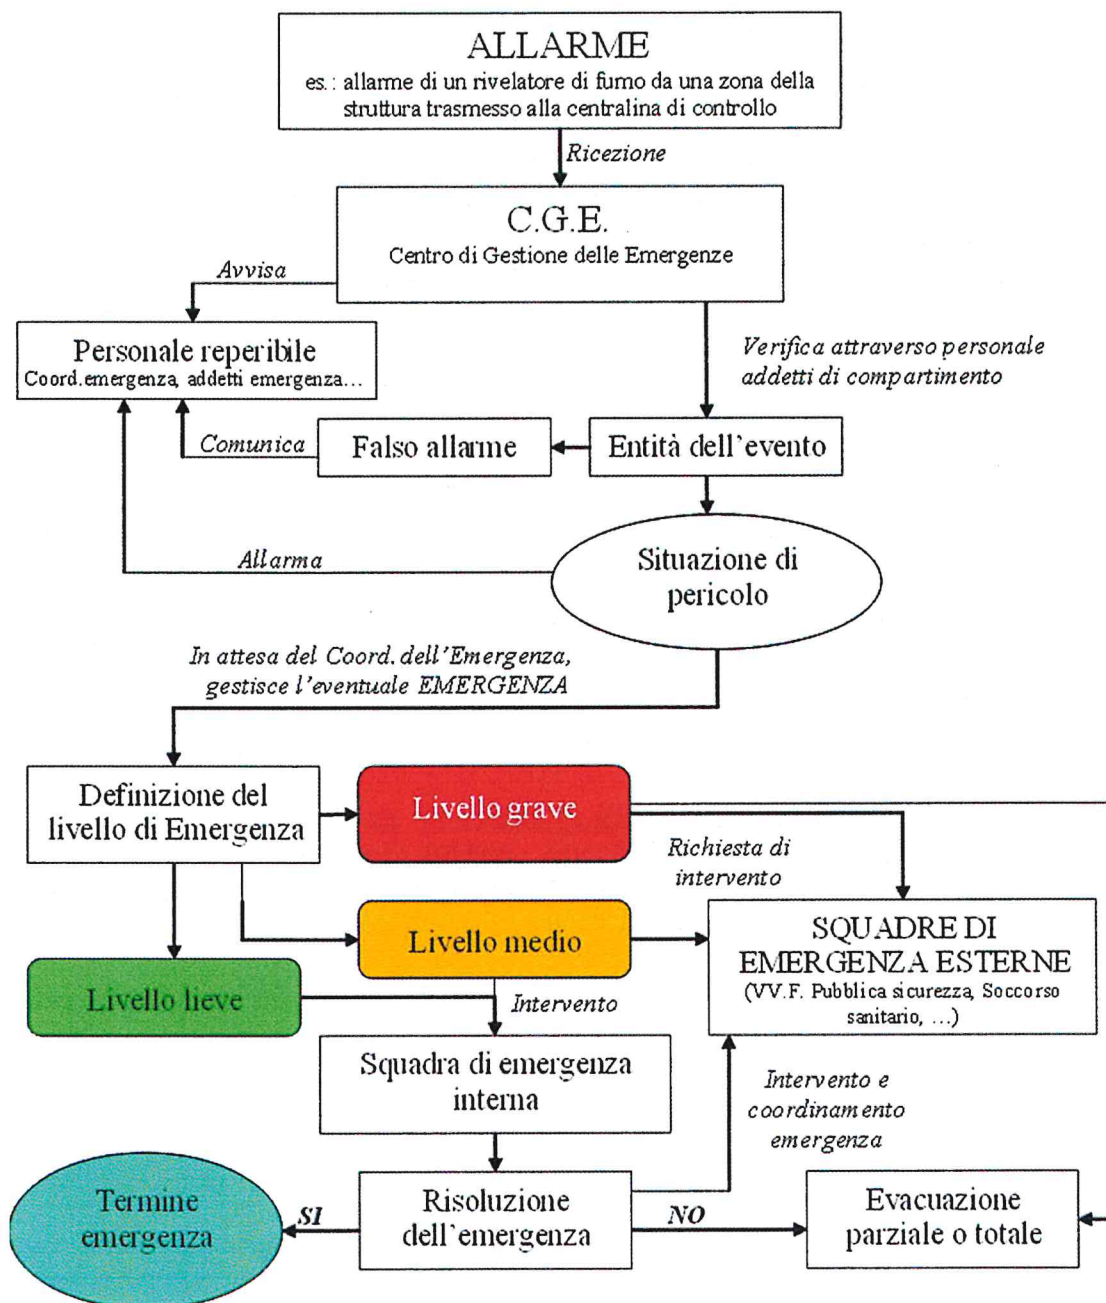 ALLARME
es.: allarme di un rivelatore di fumo da una zona della
struttura trasmesso alla centralina di controllo
Ricezione
C.G.E.
Centro di Gestione delle Emergenze
Avvisa
Personale reperibile
Coord.emergenza, addetti emergenza...
Verifica attraverso personale
addetti di compartimento
Comunica
Falso allarme
Entità dell'evento
Allarma
Situazione di
pericolo
In attesa del Coord. dell'Emergenza,
gestisce l'eventuale EMERGENZA
Definizione del
livello di Emergenza
Livello grave
Richiesta di
intervento
Livello medio
SQUADRE DI
EMERGENZA ESTERNE
(VV.F. Pubblica sicurezza, Soccorso
sanitario, ...)
Livello lieve
Intervento
Squadra di emergenza
interna
Intervento e
coordinamento
emergenza
Termine
emergenza
SI
Risoluzione
dell'emergenza
NO
Evacuazione
parziale o totale